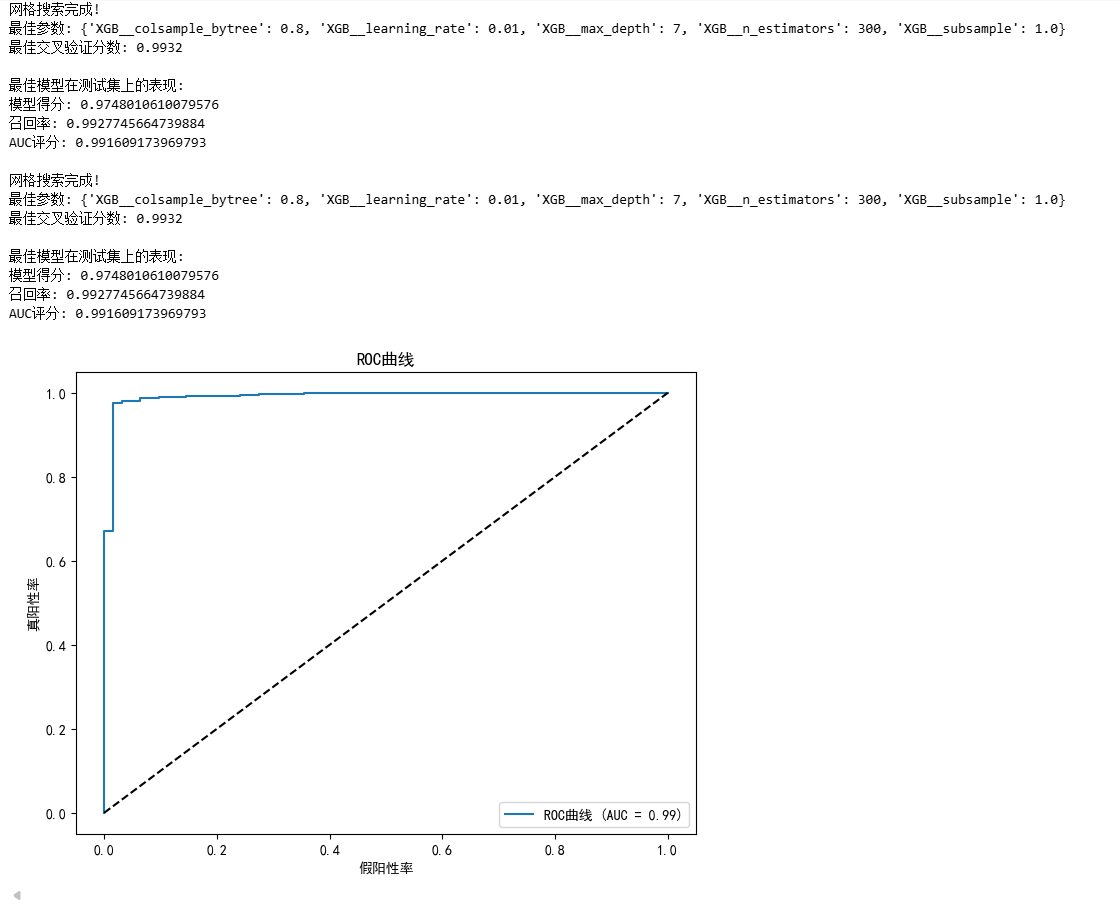 网格搜索完成!
最佳参数: {'XGB__colsample_bytree': 0.8, 'XGB__learning_rate': 0.01, 'XGB__max_depth': 7, 'XGB__n_estimators': 300, 'XGB__subsample': 1.0}
最佳交叉验证分数: 0.9932
最佳模型在测试集上的表现:
模型得分: 0.9748010610079576
召回率: 0.9927745664739884
AUC评分: 0.991609173969793
网格搜索完成!
最佳参数: {'XGB__colsample_bytree': 0.8, 'XGB__learning_rate': 0.01, 'XGB__max_depth': 7, 'XGB__n_estimators': 300, 'XGB__subsample': 1.0}
最佳交叉验证分数: 0.9932
最佳模型在测试集上的表现:
模型得分: 0.9748010610079576
召回率: 0.9927745664739884
AUC评分: 0.991609173969793
ROC曲线
1.0
0.8
0.6
0.4
0.2
0.0
真阳性率
ROC曲线 (AUC = 0.99)
0.0 0.2 0.4 0.6 0.8 1.0
假阳性率